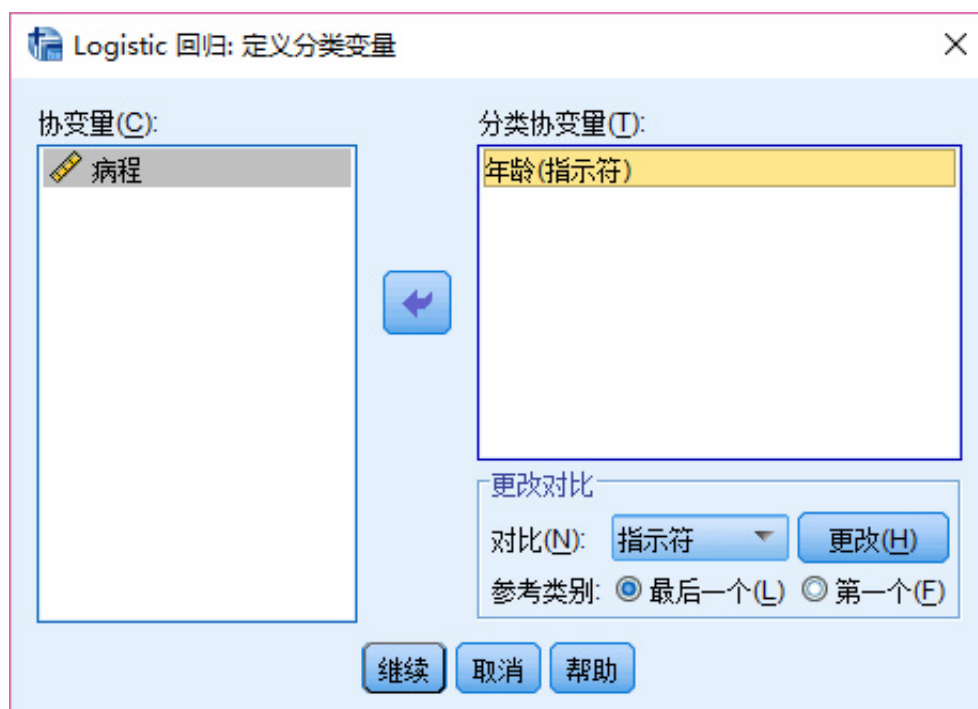 Logistic 回归: 定义分类变量
协变量(C):
病程
分类协变量(T):
年龄(指示符)
更改对比
对比(N): 指示符 更改(H)
参考类别: 最后一个(L) 第一个(F)
继续 取消 帮助